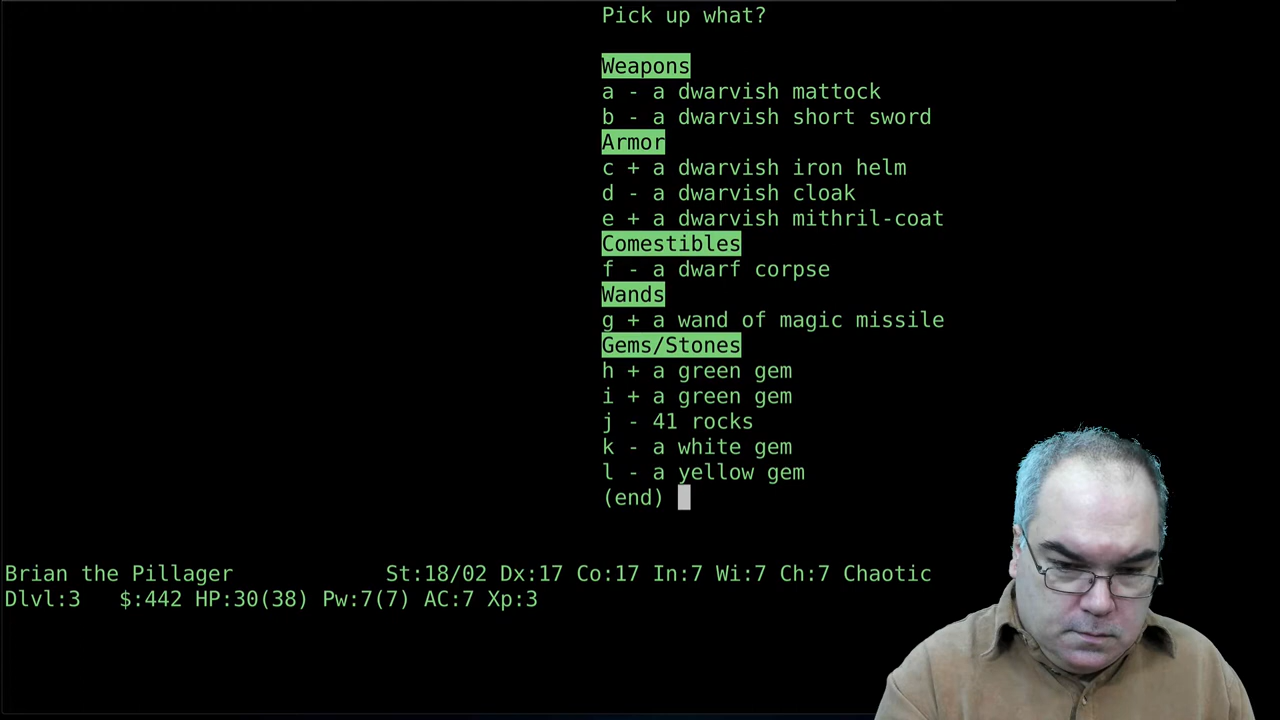 Pick up what?
Weapons
a - a dwarvish mattock
b - a dwarvish short sword
Armor
c + a dwarvish iron helm
d - a dwarvish cloak
e + a dwarvish mithril-coat
Comestibles
f - a dwarf corpse
Wands
g + a wand of magic missile
Gems/Stones
h + a green gem
i + a green gem
j - 41 rocks
k - a white gem
l - a yellow gem
(end)
Brian the Pillager St:18/02 Dx:17 Co:17 In:7 Wi:7 Ch:7 Chaotic
Dlvl:3 $:442 HP:30(38) Pw:7(7) AC:7 Xp:3